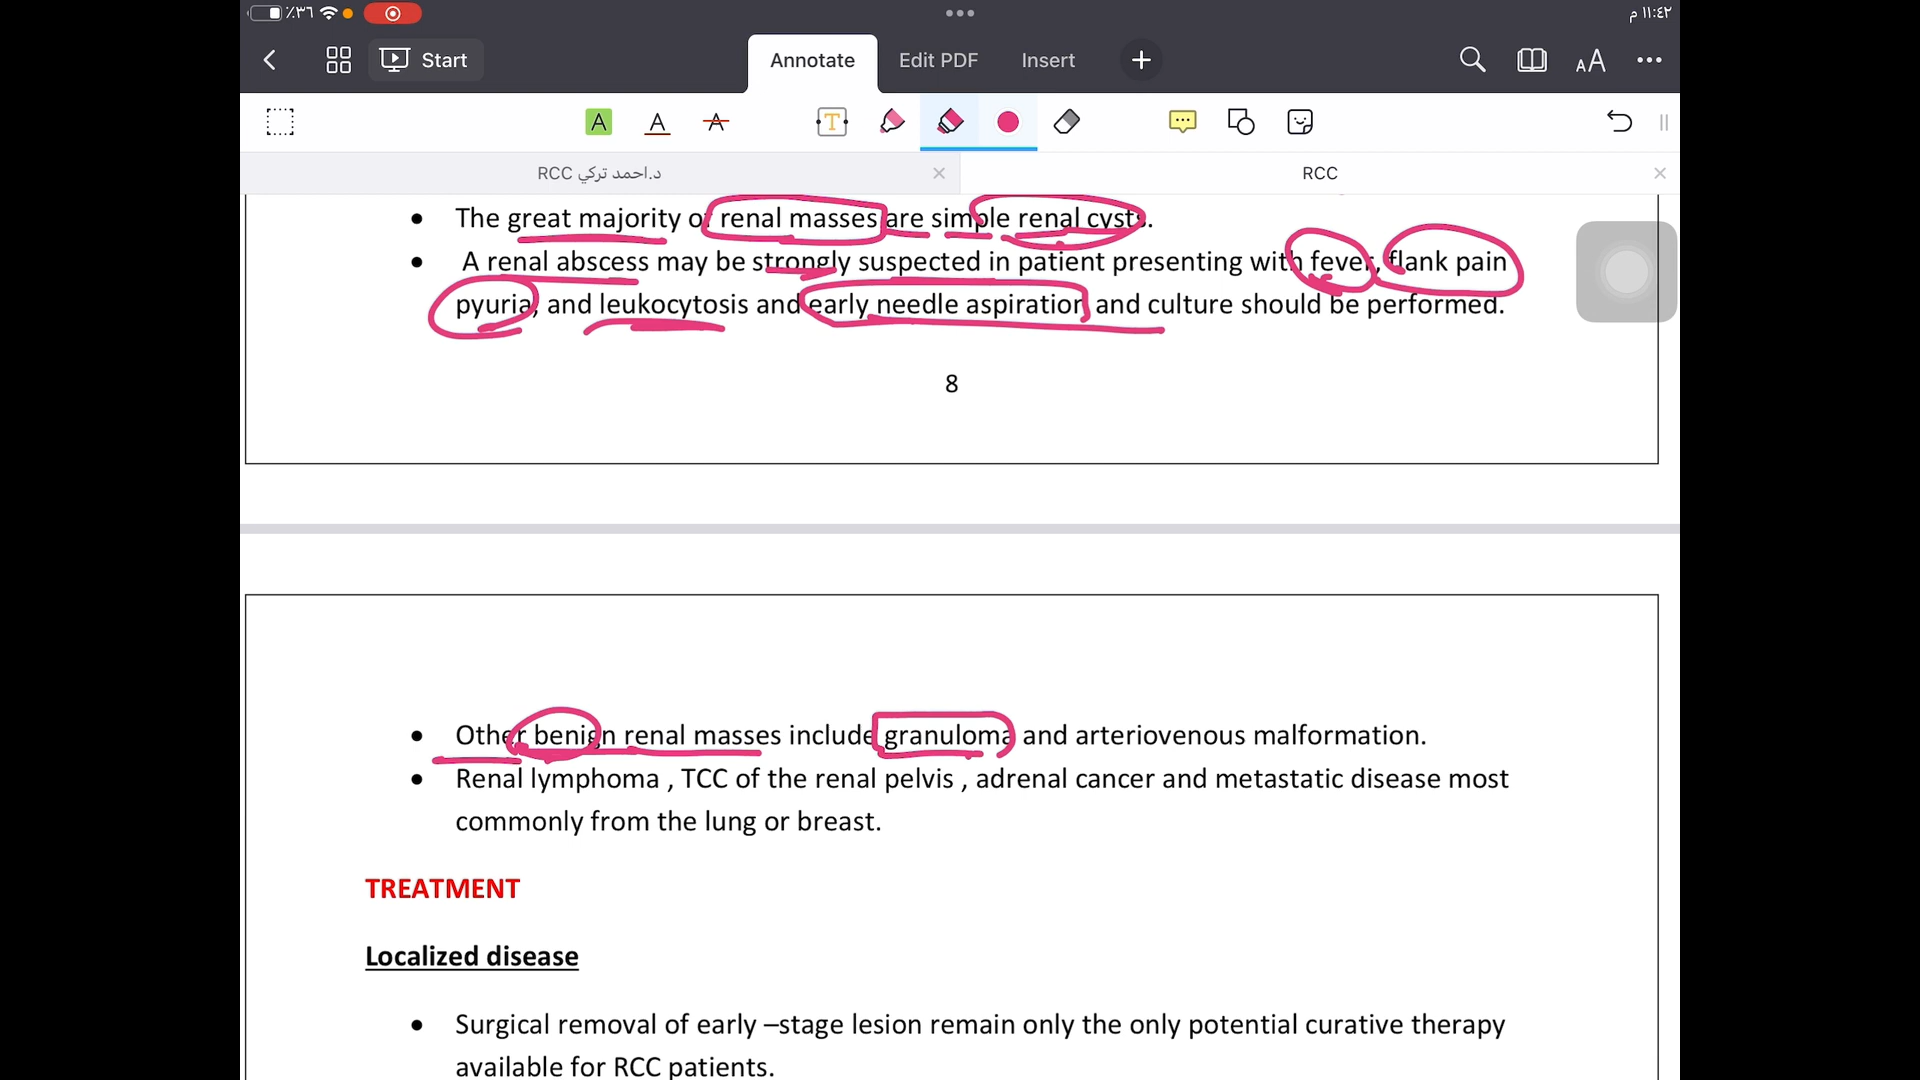 ٪٣٦ ١١:٤٢ م
Start Annotate Edit PDF Insert
RCC د.احمد تركي RCC
• The great majority of renal masses are simple renal cysts.
• A renal abscess may be strongly suspected in patient presenting with fever, flank pain
pyuria, and leukocytosis and early needle aspiration and culture should be performed.
8
• Other benign renal masses include granuloma and arteriovenous malformation.
• Renal lymphoma , TCC of the renal pelvis , adrenal cancer and metastatic disease most
commonly from the lung or breast.
TREATMENT
Localized disease
• Surgical removal of early –stage lesion remain only the only potential curative therapy
available for RCC patients.